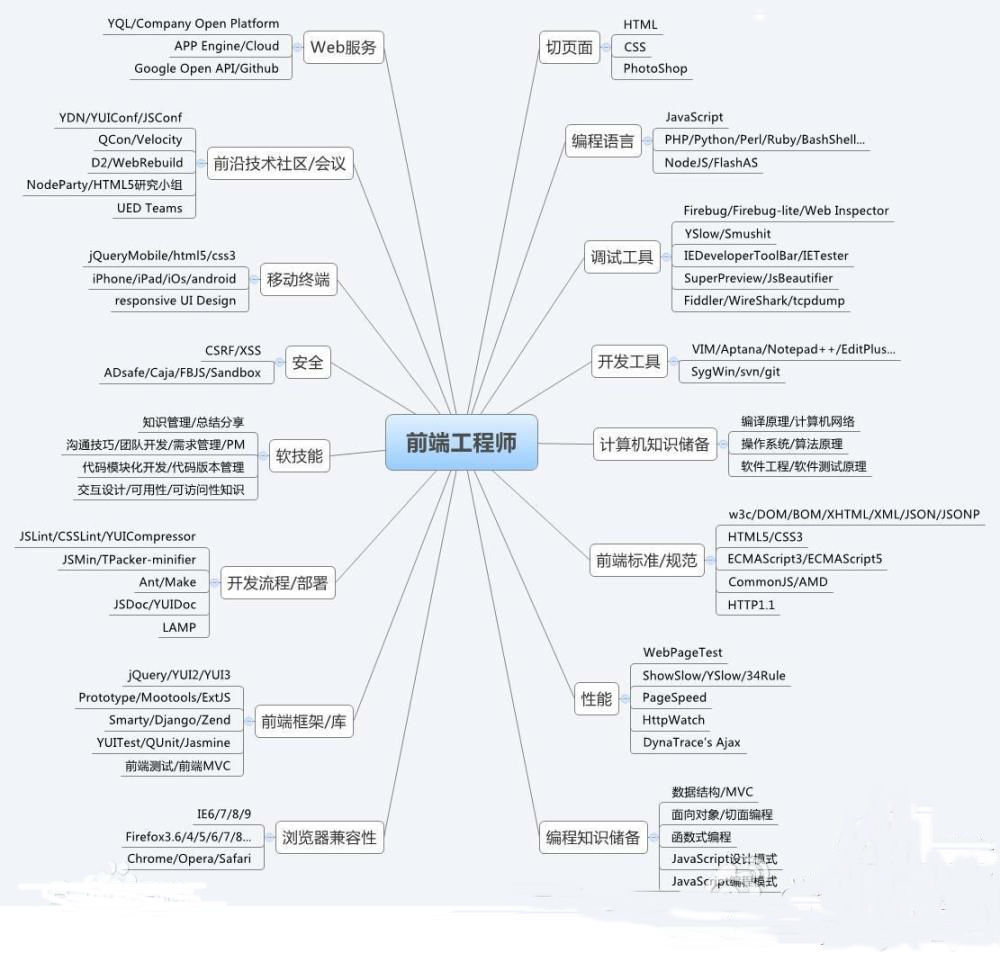 前端工程师
切页面
HTML
CSS
PhotoShop
编程语言
JavaScript
PHP/Python/Perl/Ruby/BashShell...
NodeJS/FlashAS
调试工具
Firebug/Firebug-lite/Web Inspector
YSlow/Smushit
IEDeveloperToolBar/IETester
SuperPreview/JsBeautifier
Fiddler/WireShark/tcpdump
开发工具
VIM/Aptana/Notepad++/EditPlus...
SygWin/svn/git
计算机知识储备
编译原理/计算机网络
操作系统/算法原理
软件工程/软件测试原理
前端标准/规范
w3c/DOM/BOM/XHTML/XML/JSON/JSONP
HTML5/CSS3
ECMAScript3/ECMAScript5
CommonJS/AMD
HTTP1.1
性能
WebPageTest
ShowSlow/YSlow/34Rule
PageSpeed
HttpWatch
DynaTrace's Ajax
编程知识储备
数据结构/MVC
面向对象/切面编程
函数式编程
JavaScript设计模式
JavaScript编程模式
Web服务
YQL/Company Open Platform
APP Engine/Cloud
Google Open API/Github
前沿技术社区/会议
YDN/YUIConf/JSConf
QCon/Velocity
D2/WebRebuild
NodeParty/HTML5研究小组
UED Teams
移动终端
jQueryMobile/html5/css3
iPhone/iPad/iOs/android
responsive UI Design
安全
CSRF/XSS
ADsafe/Caja/FBJS/Sandbox
软技能
知识管理/总结分享
沟通技巧/团队开发/需求管理/PM
代码模块化开发/代码版本管理
交互设计/可用性/可访问性知识
开发流程/部署
JSLint/CSSLint/YUICompressor
JSMin/TPacker-minifier
Ant/Make
JSDoc/YUIDoc
LAMP
前端框架/库
jQuery/YUI2/YUI3
Prototype/Mootools/ExtJS
Smarty/Django/Zend
YUITest/QUnit/Jasmine
前端测试/前端MVC
浏览器兼容性
IE6/7/8/9
Firefox3.6/4/5/6/7/8...
Chrome/Opera/Safari